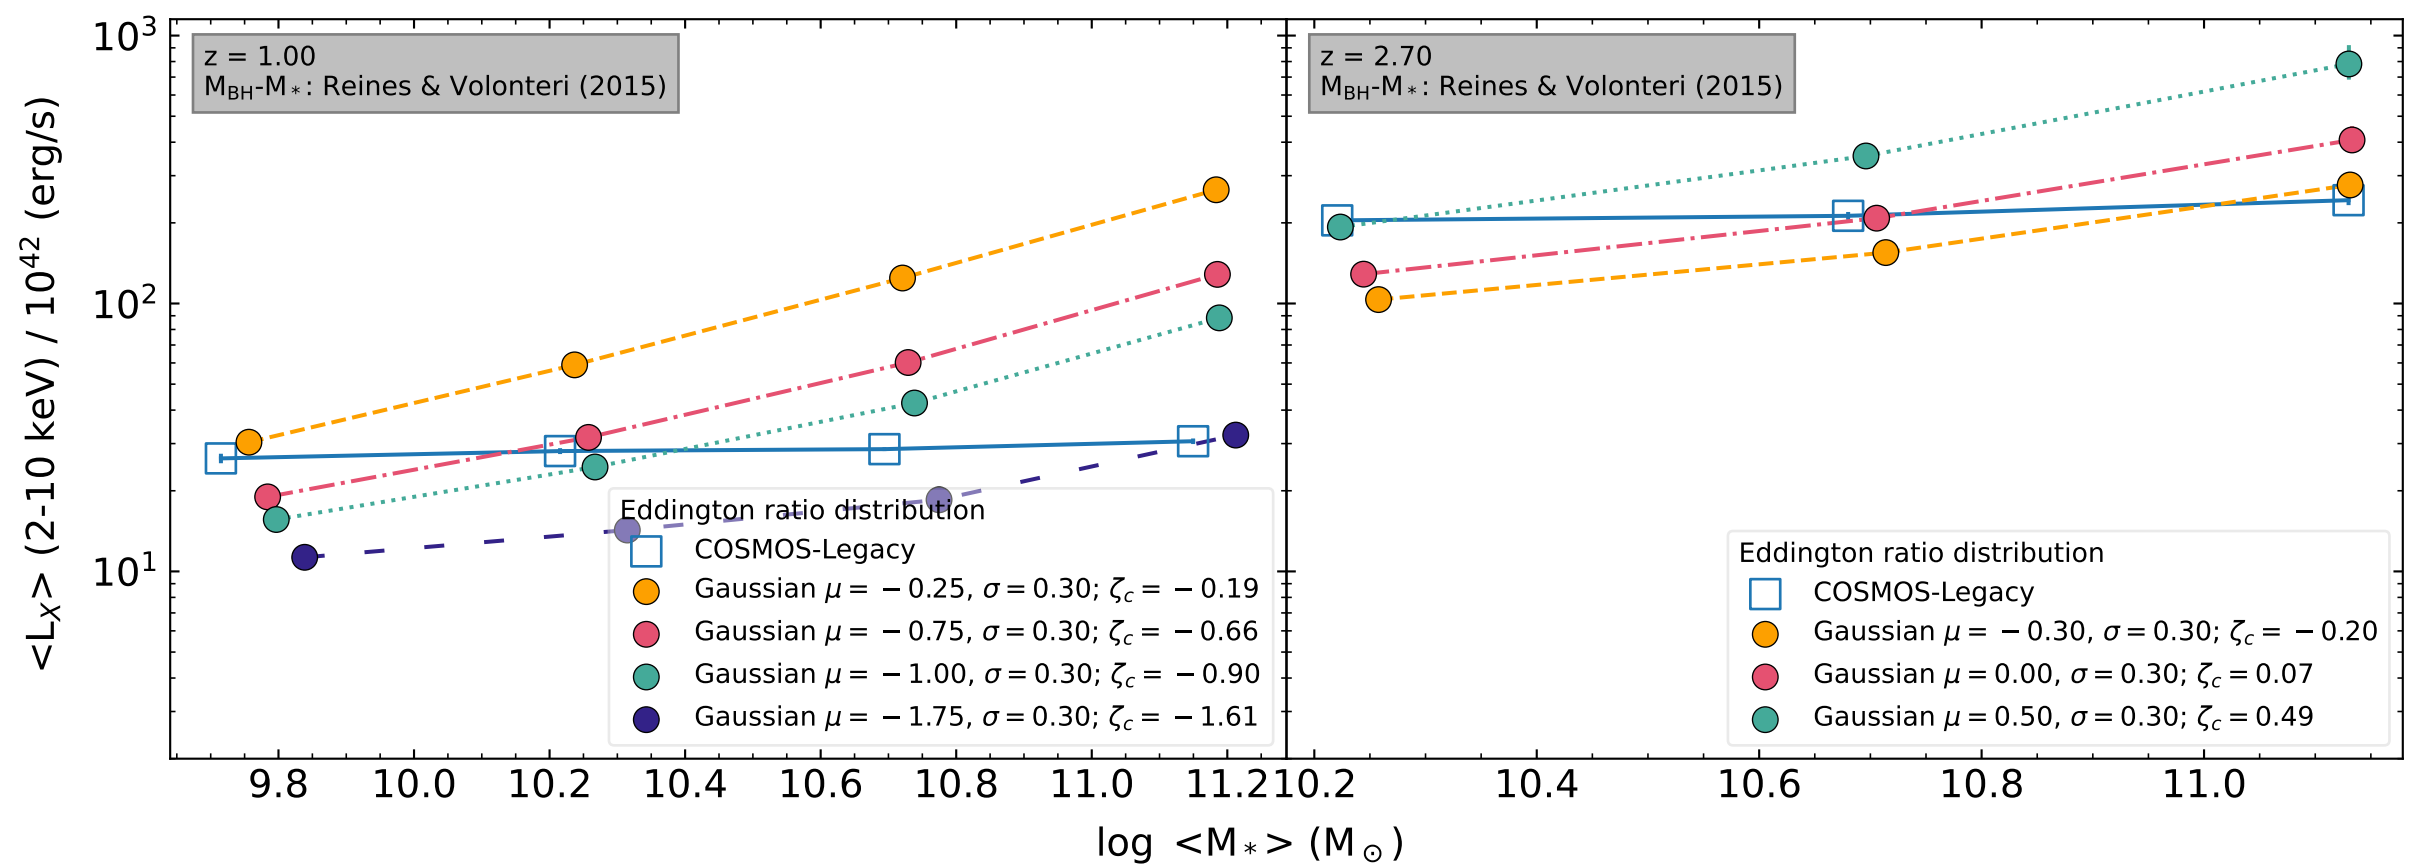 z = 1.00
M_BH-M_*: Reines & Volonteri (2015)
z = 2.70
M_BH-M_*: Reines & Volonteri (2015)
<L_X> (2-10 keV) / 10^42 (erg/s)
10^3
10^2
10^1
Eddington ratio distribution
COSMOS-Legacy
Gaussian μ = −0.25, σ = 0.30; ζ_c = −0.19
Gaussian μ = −0.75, σ = 0.30; ζ_c = −0.66
Gaussian μ = −1.00, σ = 0.30; ζ_c = −0.90
Gaussian μ = −1.75, σ = 0.30; ζ_c = −1.61
Eddington ratio distribution
COSMOS-Legacy
Gaussian μ = −0.30, σ = 0.30; ζ_c = −0.20
Gaussian μ = 0.00, σ = 0.30; ζ_c = 0.07
Gaussian μ = 0.50, σ = 0.30; ζ_c = 0.49
9.8 10.0 10.2 10.4 10.6 10.8 11.0 11.2 10.2 10.4 10.6 10.8 11.0
log <M_*> (M_⊙)